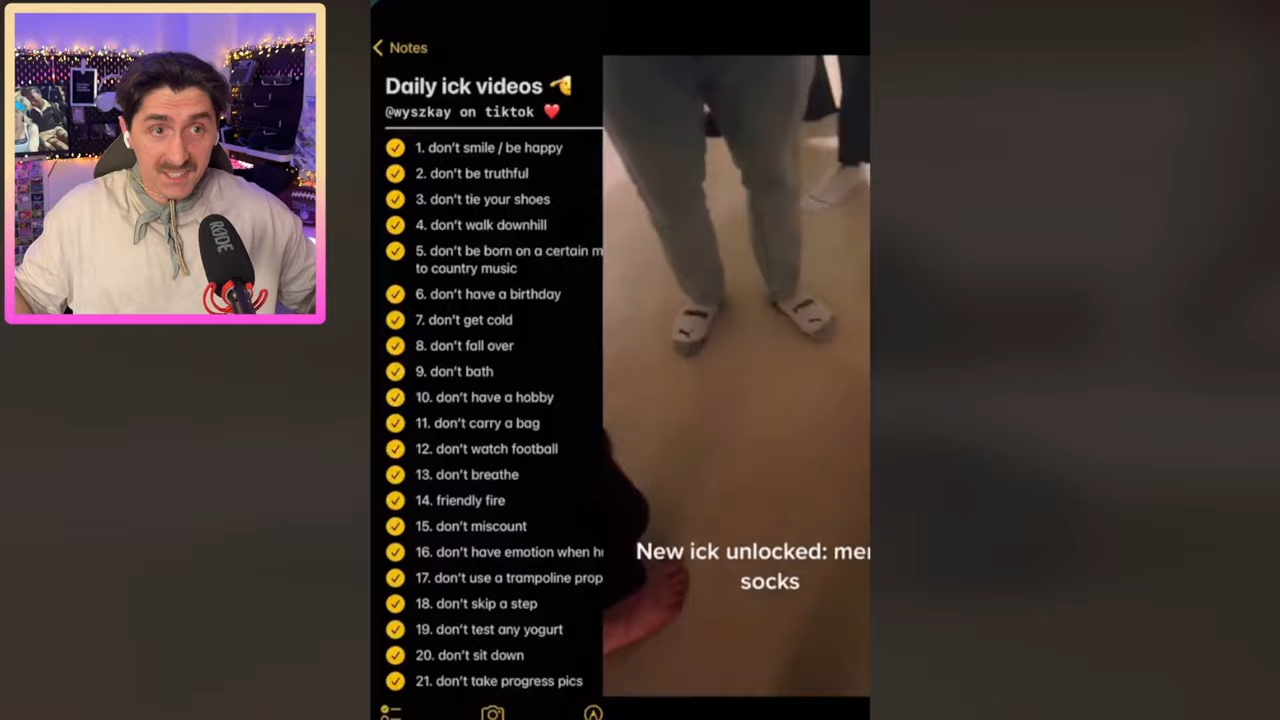 Notes
Daily ick videos
@wyszkay on tiktok
1. don't smile / be happy
2. don't be truthful
3. don't tie your shoes
4. don't walk downhill
5. don't be born on a certain
to country music
6. don't have a birthday
7. don't get cold
8. don't fall over
9. don't bath
10. don't have a hobby
11. don't carry a bag
12. don't watch football
13. don't breathe
14. friendly fire
15. don't miscount
16. don't have emotion when
17. don't use a trampoline
18. don't skip a step
19. don't test any yogurt
20. don't sit down
21. don't take progress pics
New ick unlocked:
socks
RØDE